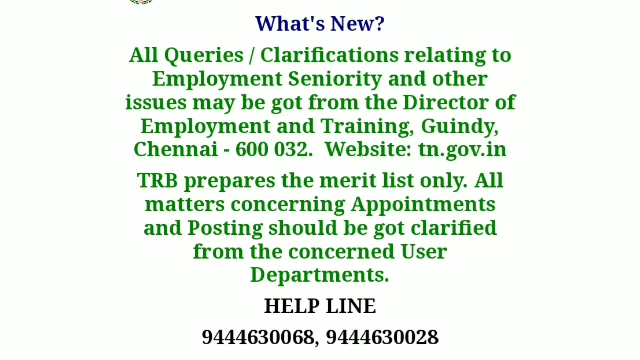 What's New?
All Queries / Clarifications relating to
Employment Seniority and other
issues may be got from the Director of
Employment and Training, Guindy,
Chennai - 600 032.  Website: tn.gov.in
TRB prepares the merit list only. All
matters concerning Appointments
and Posting should be got clarified
from the concerned User
Departments.
HELP LINE
9444630068, 9444630028